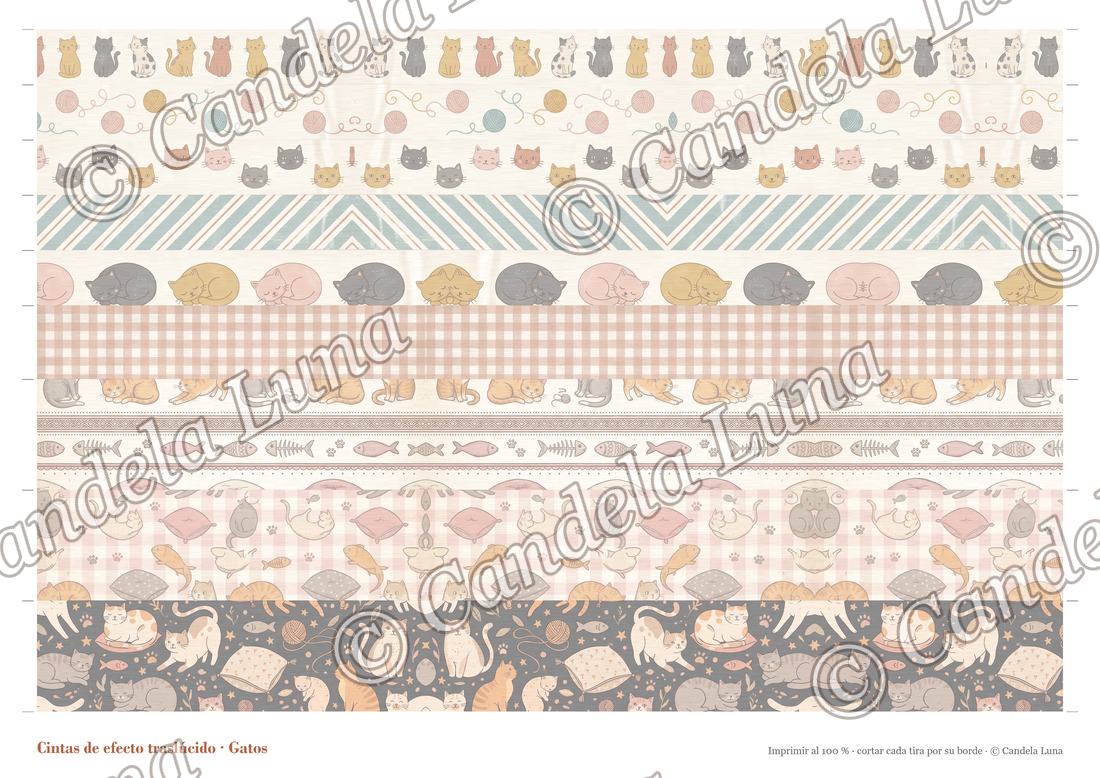 © Candela Luna
© Candela Luna
©
Candela Luna
© Candela Luna
© Candela
Cintas de efecto traslúcido · Gatos
Imprimir al 100 % · cortar cada tira por su borde · © Candela Luna